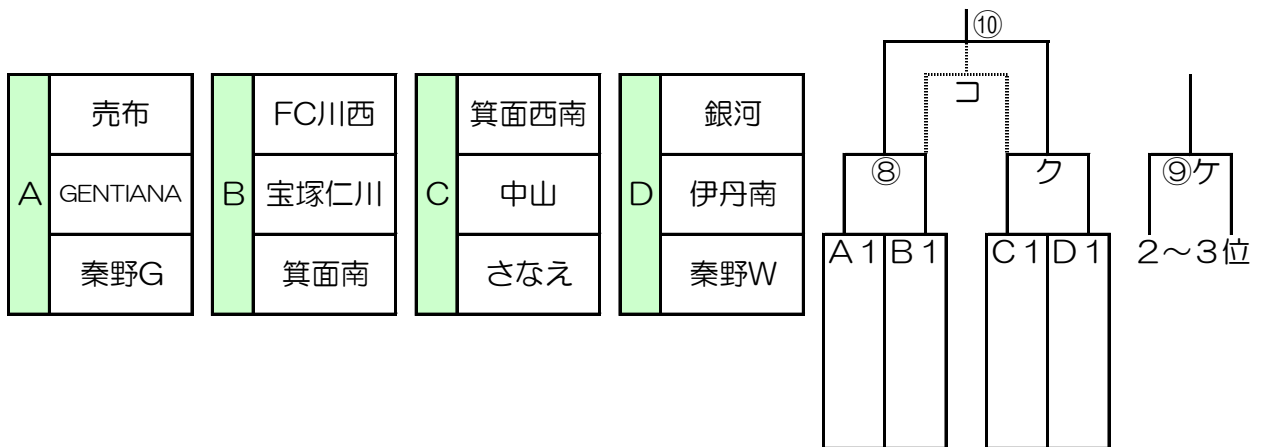 ⑩
コ
A
売布
GENTIANA
秦野G
B
FC川西
宝塚仁川
箕面南
C
箕面西南
中山
さなえ
D
銀河
伊丹南
秦野W
⑧
ク
⑨ケ
A1
B1
C1
D1
2～3位